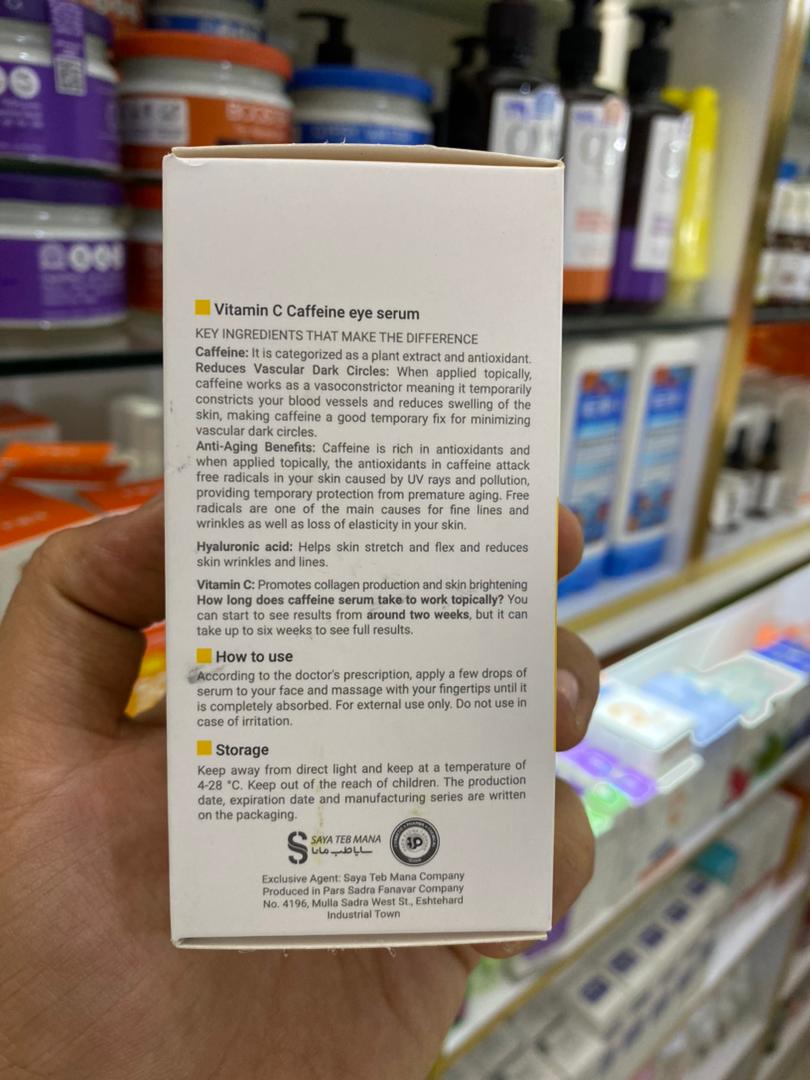 Vitamin C Caffeine eye serum
KEY INGREDIENTS THAT MAKE THE DIFFERENCE
Caffeine: It is categorized as a plant extract and antioxidant.
Reduces Vascular Dark Circles: When applied topically,
caffeine works as a vasoconstrictor meaning it temporarily
constricts your blood vessels and reduces swelling of the
skin, making caffeine a good temporary fix for minimizing
vascular dark circles.
Anti-Aging Benefits: Caffeine is rich in antioxidants and
when applied topically, the antioxidants in caffeine attack
free radicals in your skin caused by UV rays and pollution,
providing temporary protection from premature aging. Free
radicals are one of the main causes for fine lines and
wrinkles as well as loss of elasticity in your skin.
Hyaluronic acid: Helps skin stretch and flex and reduces
skin wrinkles and lines.
Vitamin C: Promotes collagen production and skin brightening
How long does caffeine serum take to work topically? You
can start to see results from around two weeks, but it can
take up to six weeks to see full results.
How to use
According to the doctor's prescription, apply a few drops of
serum to your face and massage with your fingertips until it
is completely absorbed. For external use only. Do not use in
case of irritation.
Storage
Keep away from direct light and keep at a temperature of
4-28 °C. Keep out of the reach of children. The production
date, expiration date and manufacturing series are written
on the packaging.
SAYA TEB MANA
سایا طب مانا
Exclusive Agent: Saya Teb Mana Company
Produced in Pars Sadra Fanavar Company
No. 4196, Mulla Sadra West St., Eshtehard
Industrial Town